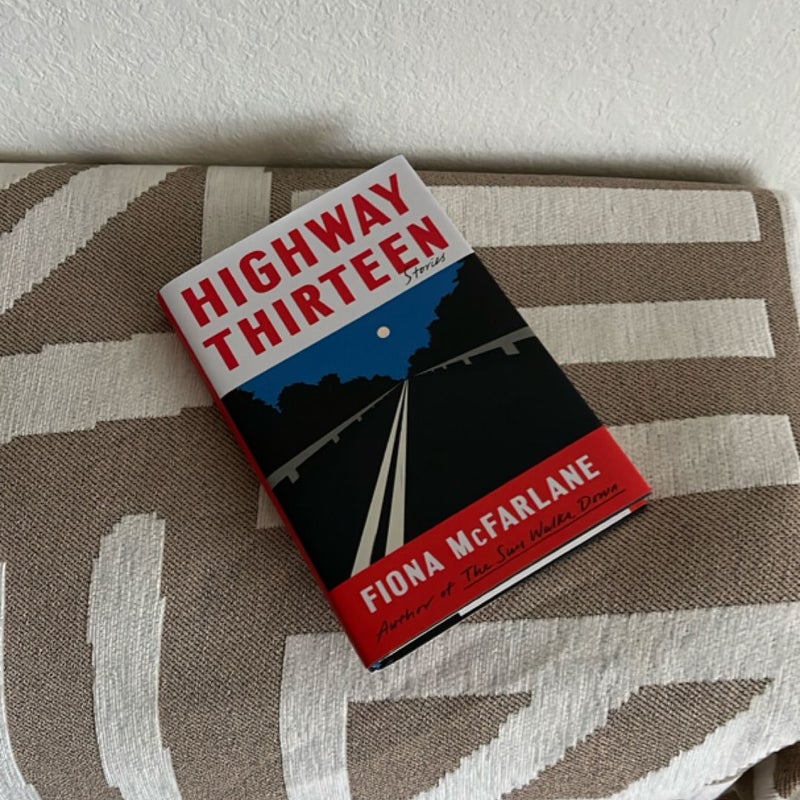 HIGHWAY
THIRTEEN
Stories
FIONA McFARLANE
Author of The Sun Walks Down